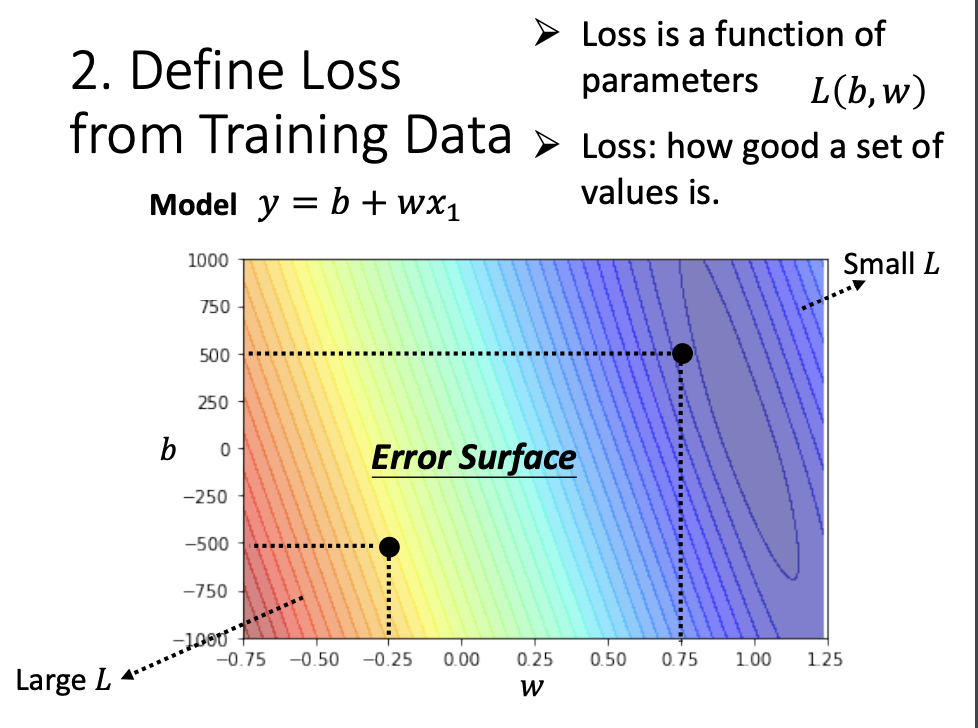 2. Define Loss
from Training Data
➢ Loss is a function of
parameters L(b, w)
➢ Loss: how good a set of
values is.
Model y = b + wx₁
Small L
1000
750
500
250
0
−250
−500
−750
−1000
b
Error Surface
−0.75 −0.50 −0.25 0.00 0.25 0.50 0.75 1.00 1.25
w
Large L